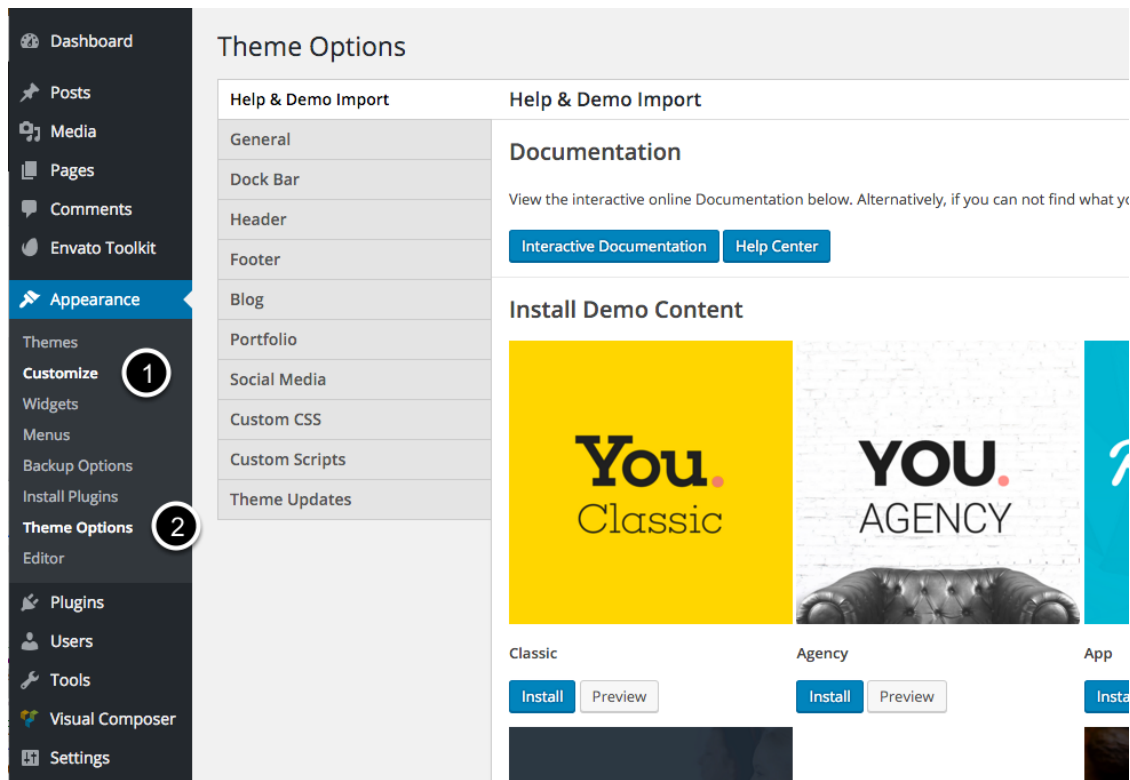 Dashboard
Posts
Media
Pages
Comments
Envato Toolkit
Appearance
Themes
Customize
1
Widgets
Menus
Backup Options
Install Plugins
Theme Options
2
Editor
Plugins
Users
Tools
Visual Composer
Settings
Theme Options
Help & Demo Import
General
Dock Bar
Header
Footer
Blog
Portfolio
Social Media
Custom CSS
Custom Scripts
Theme Updates
Help & Demo Import
Documentation
View the interactive online Documentation below. Alternatively, if you can not find what
Interactive Documentation Help Center
Install Demo Content
You.
Classic
YOU.
AGENCY
Classic
Install Preview
Agency
Install Preview
App